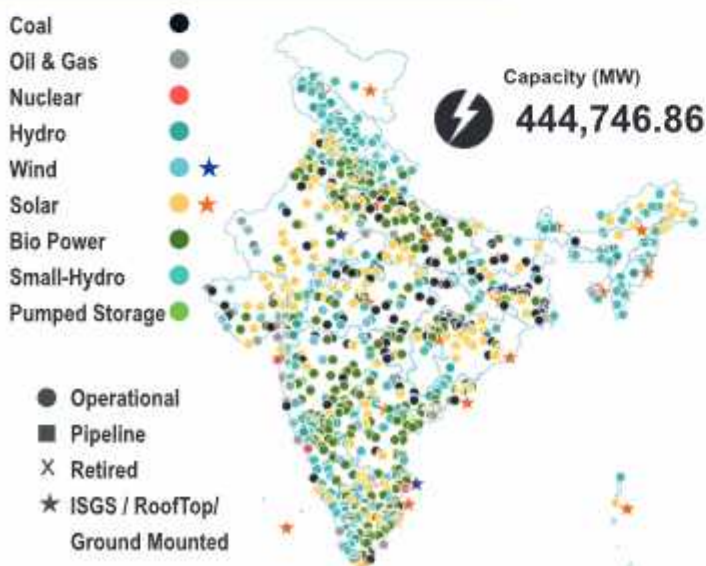 Coal
Oil & Gas
Nuclear
Hydro
Wind
Solar
Bio Power
Small-Hydro
Pumped Storage
Capacity (MW)
444,746.86
Operational
Pipeline
X Retired
ISGS / RoofTop/
Ground Mounted